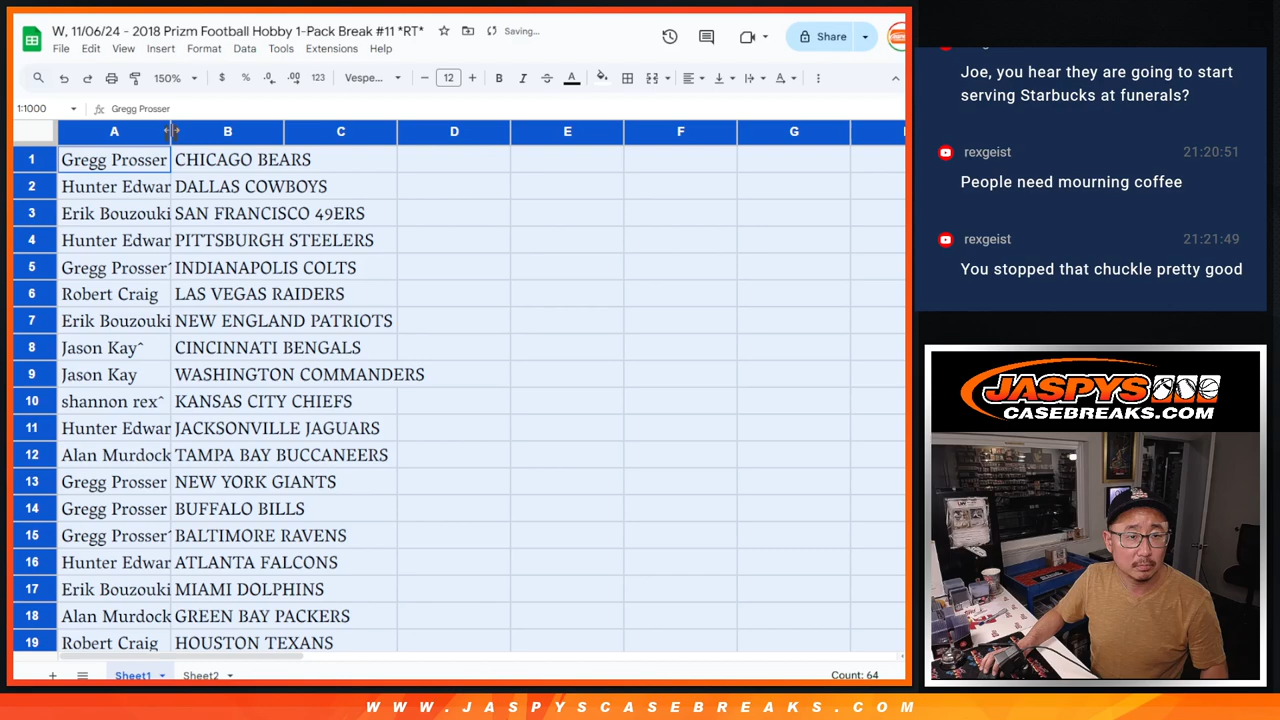 W, 11/06/24 - 2018 Prizm Football Hobby 1-Pack Break #11 *RT*
Saving...
File Edit View Insert Format Data Tools Extensions Help
Share
150% $ % .0 .00 123 Vespe... − 12 + B I A
1:1000 fx Gregg Prosser
A B C D E F G
1 Gregg Prosser CHICAGO BEARS
2 Hunter Edwar DALLAS COWBOYS
3 Erik Bouzouki SAN FRANCISCO 49ERS
4 Hunter Edwar PITTSBURGH STEELERS
5 Gregg Prosser^ INDIANAPOLIS COLTS
6 Robert Craig LAS VEGAS RAIDERS
7 Erik Bouzouki NEW ENGLAND PATRIOTS
8 Jason Kay^ CINCINNATI BENGALS
9 Jason Kay WASHINGTON COMMANDERS
10 shannon rex^ KANSAS CITY CHIEFS
11 Hunter Edwar JACKSONVILLE JAGUARS
12 Alan Murdock TAMPA BAY BUCCANEERS
13 Gregg Prosser NEW YORK GIANTS
14 Gregg Prosser BUFFALO BILLS
15 Gregg Prosser^ BALTIMORE RAVENS
16 Hunter Edwar ATLANTA FALCONS
17 Erik Bouzouki MIAMI DOLPHINS
18 Alan Murdock GREEN BAY PACKERS
19 Robert Craig HOUSTON TEXANS
Sheet1 Sheet2 Count: 64
Joe, you hear they are going to start
serving Starbucks at funerals?
rexgeist 21:20:51
People need mourning coffee
rexgeist 21:21:49
You stopped that chuckle pretty good
JASPYS
CASEBREAKS.COM
WWW.JASPYSCASEBREAKS.COM